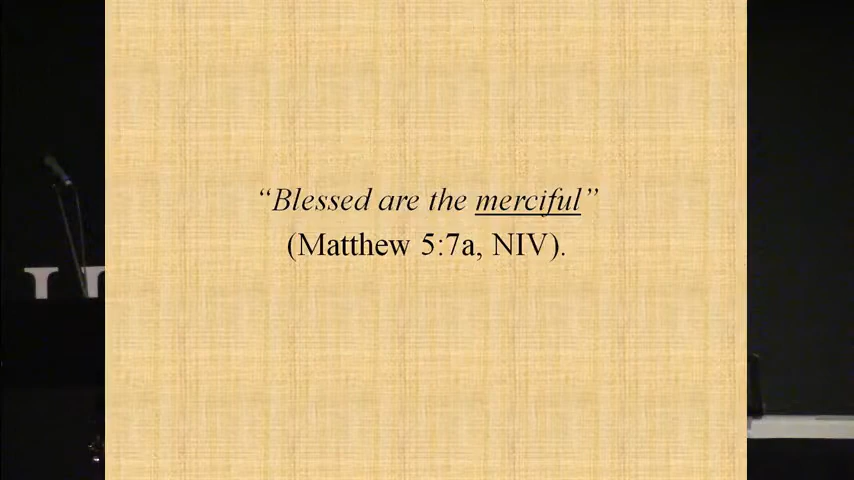 “Blessed are the merciful”
(Matthew 5:7a, NIV).